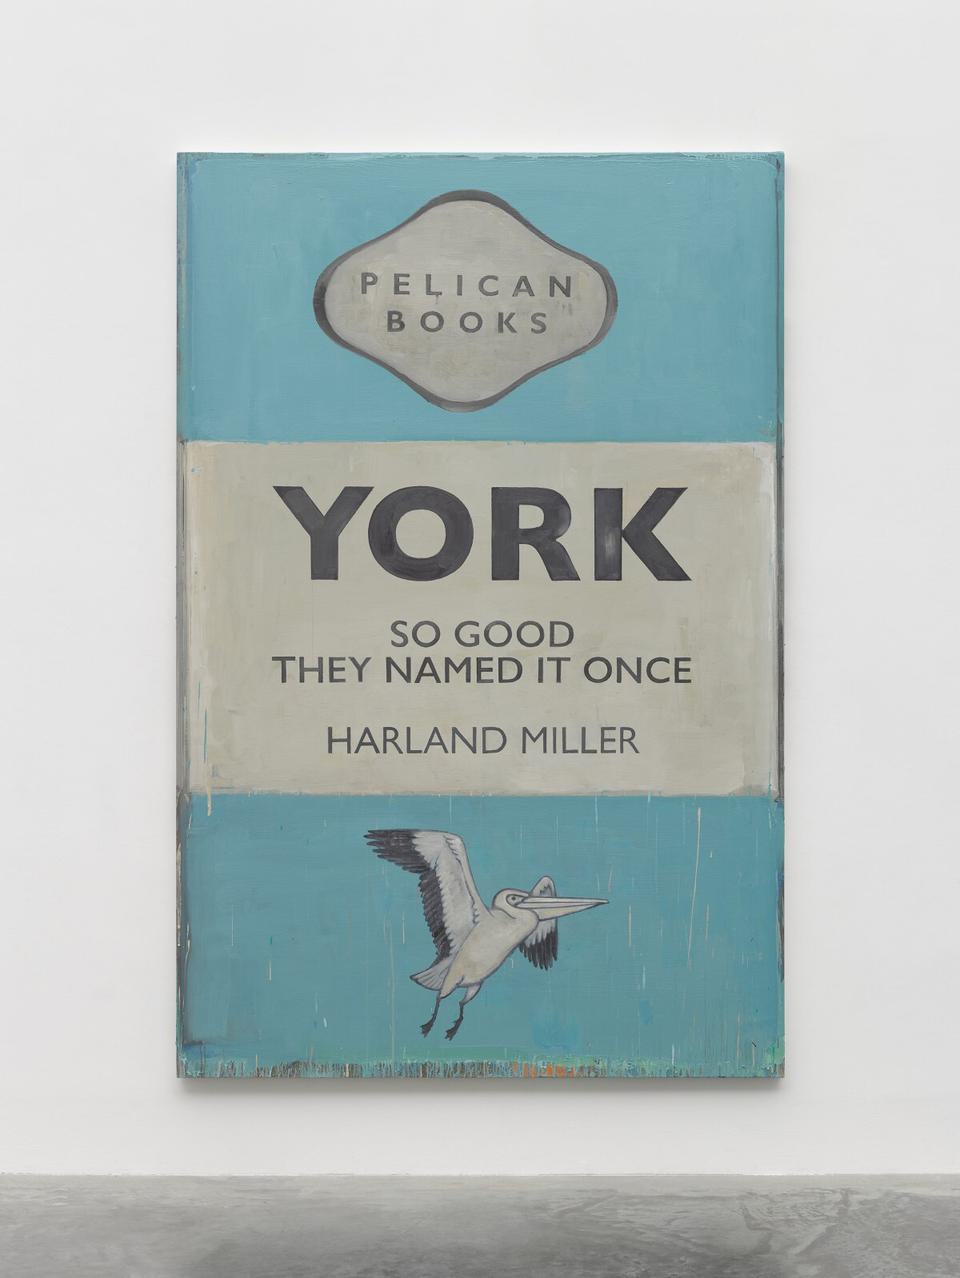 PELICAN
BOOKS
YORK
SO GOOD
THEY NAMED IT ONCE
HARLAND MILLER